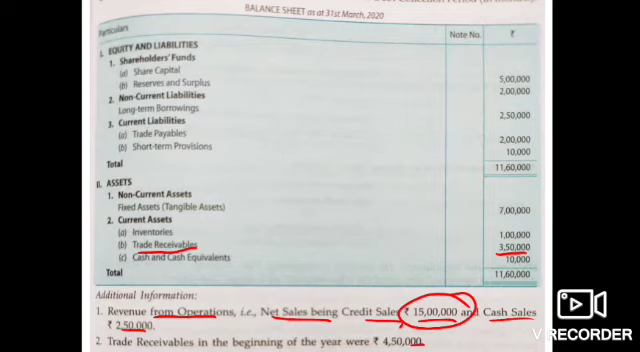 BALANCE SHEET as at 31st March, 2020
Particulars Note No. ₹
I. EQUITY AND LIABILITIES
1. Shareholders' Funds
(a) Share Capital 5,00,000
(b) Reserves and Surplus 2,00,000
2. Non-Current Liabilities
Long-term Borrowings 2,50,000
3. Current Liabilities
(a) Trade Payables 2,00,000
(b) Short-term Provisions 10,000
Total 11,60,000
II. ASSETS
1. Non-Current Assets
Fixed Assets (Tangible Assets) 7,00,000
2. Current Assets
(a) Inventories 1,00,000
(b) Trade Receivables 3,50,000
(c) Cash and Cash Equivalents 10,000
Total 11,60,000
Additional Information:
1. Revenue from Operations, i.e., Net Sales being Credit Sales ₹ 15,00,000 and Cash Sales
₹ 2,50,000.
2. Trade Receivables in the beginning of the year were ₹ 4,50,000.
V RECORDER